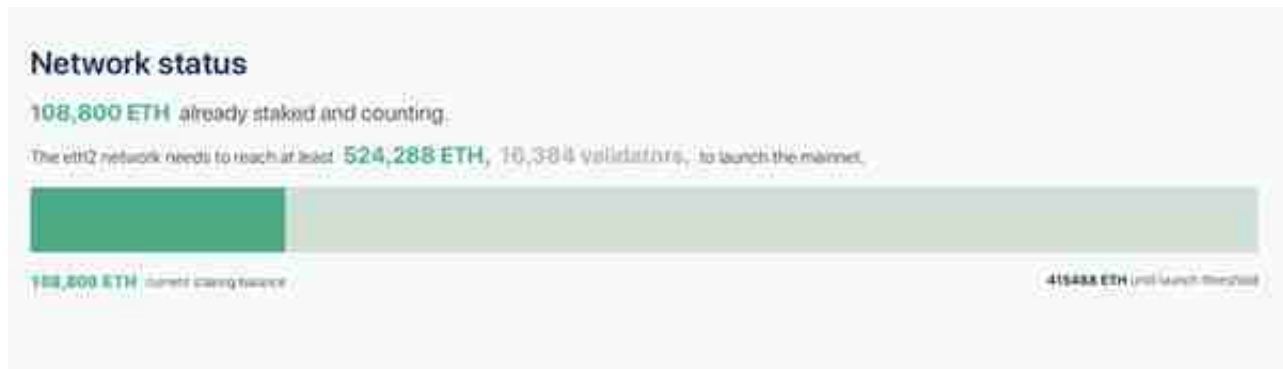 Network status
108,800 ETH already staked and counting.
The eth2 network needs to reach at least 524,288 ETH, 16,384 validators, to launch the mainnet.
108,800 ETH current staking balance
415488 ETH until launch threshold